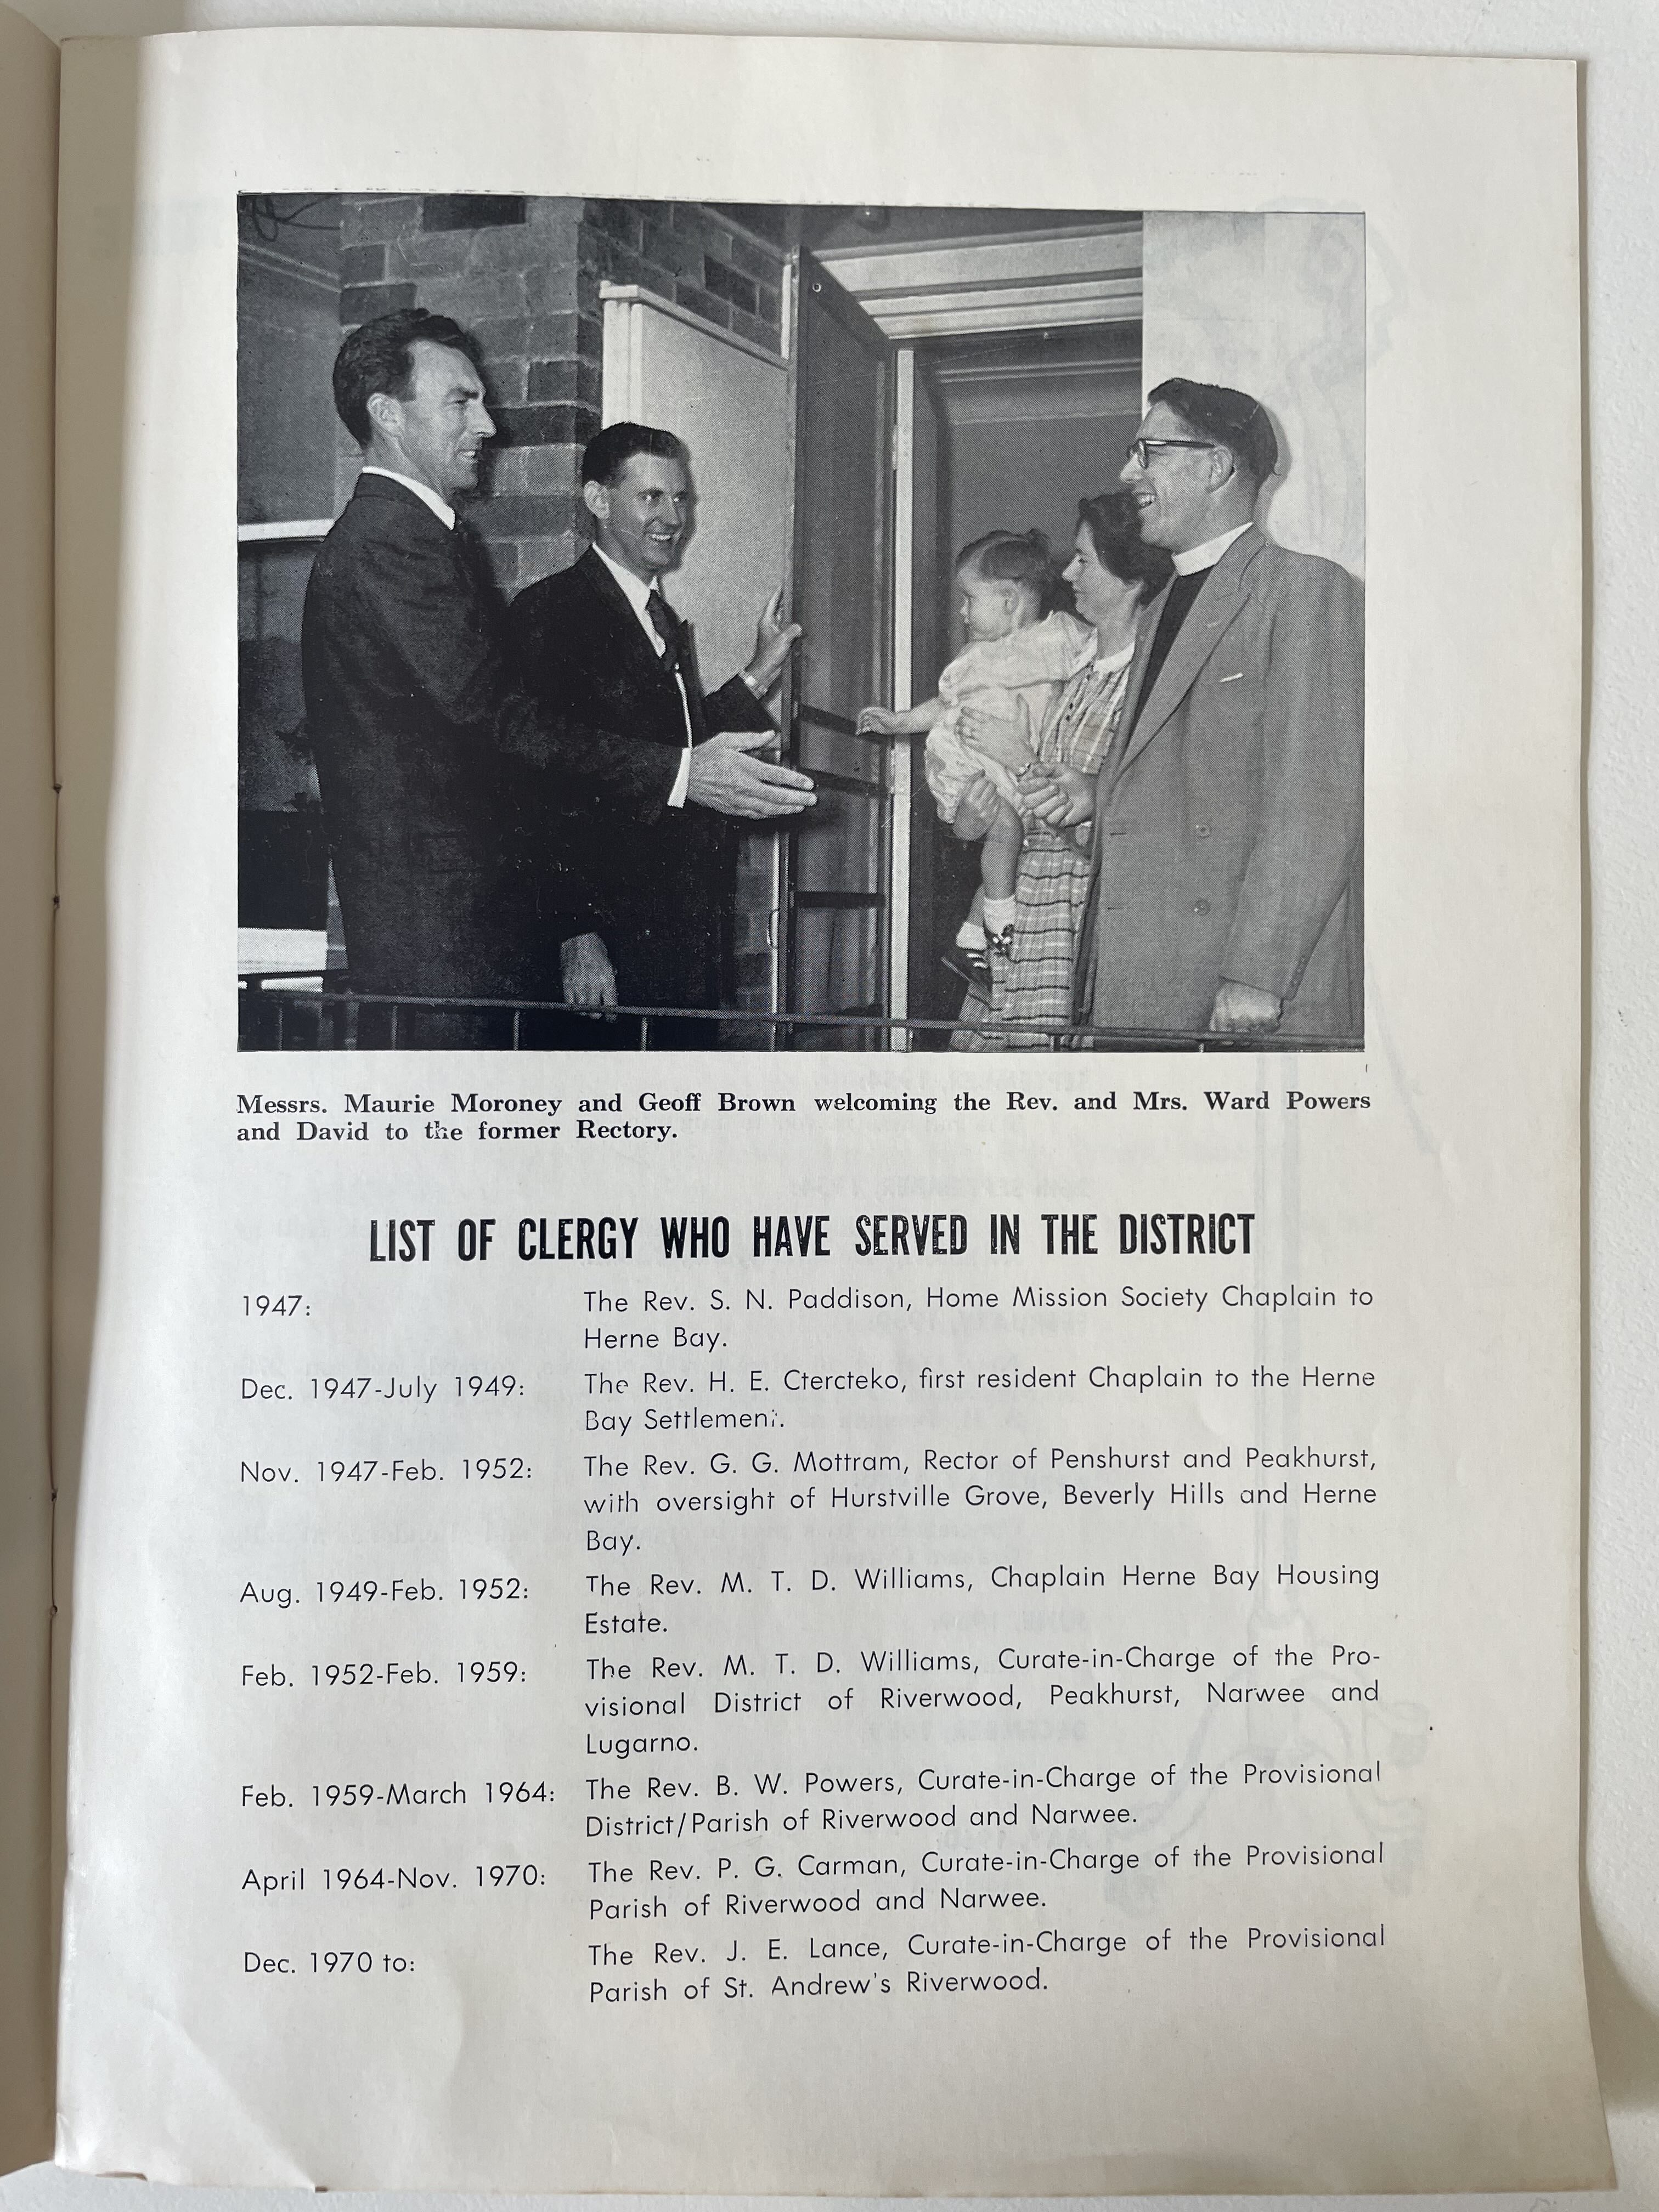 Messrs. Maurie Moroney and Geoff Brown welcoming the Rev. and Mrs. Ward Powers
and David to the former Rectory.
LIST OF CLERGY WHO HAVE SERVED IN THE DISTRICT
1947: The Rev. S. N. Paddison, Home Mission Society Chaplain to
Herne Bay.
Dec. 1947-July 1949: The Rev. H. E. Ctercteko, first resident Chaplain to the Herne
Bay Settlement.
Nov. 1947-Feb. 1952: The Rev. G. G. Mottram, Rector of Penshurst and Peakhurst,
with oversight of Hurstville Grove, Beverly Hills and Herne
Bay.
Aug. 1949-Feb. 1952: The Rev. M. T. D. Williams, Chaplain Herne Bay Housing
Estate.
Feb. 1952-Feb. 1959: The Rev. M. T. D. Williams, Curate-in-Charge of the Pro-
visional District of Riverwood, Peakhurst, Narwee and
Lugarno.
Feb. 1959-March 1964: The Rev. B. W. Powers, Curate-in-Charge of the Provisional
District/Parish of Riverwood and Narwee.
April 1964-Nov. 1970: The Rev. P. G. Carman, Curate-in-Charge of the Provisional
Parish of Riverwood and Narwee.
Dec. 1970 to: The Rev. J. E. Lance, Curate-in-Charge of the Provisional
Parish of St. Andrew's Riverwood.